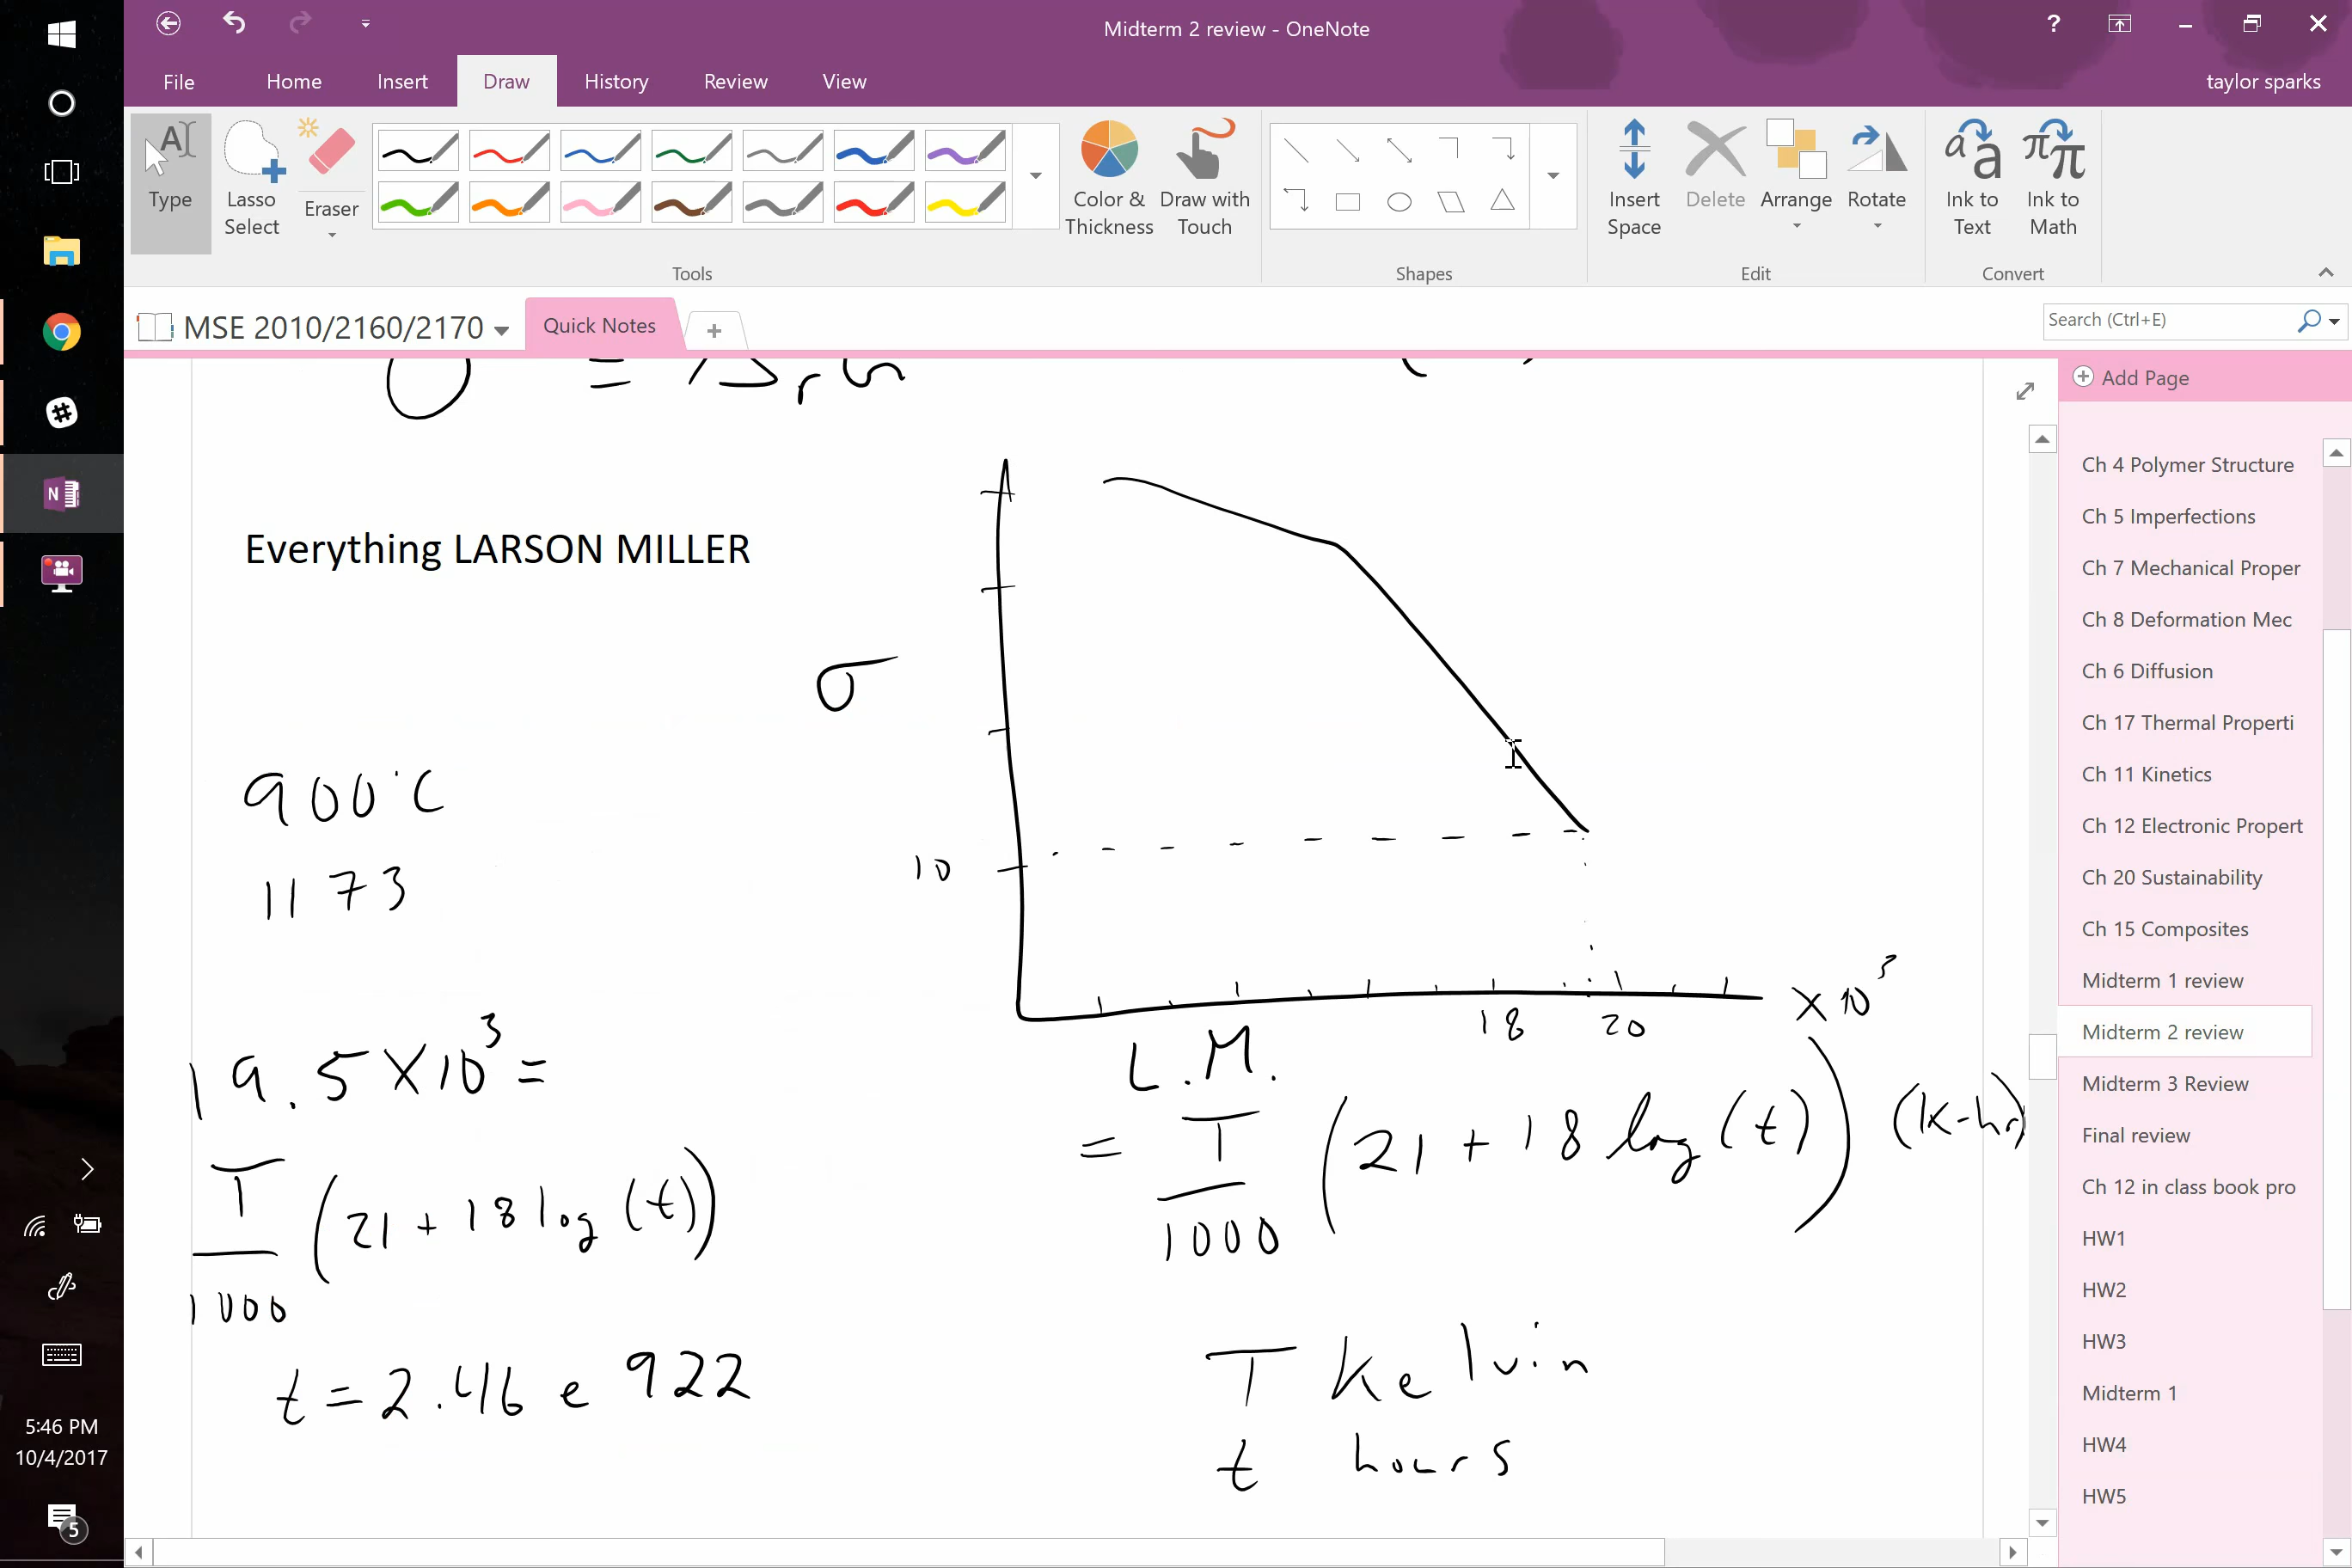 Midterm 2 review - OneNote
File Home Insert Draw History Review View
taylor sparks
Type
Lasso Select
Eraser
Color & Thickness
Draw with Touch
Insert Space
Delete
Arrange
Rotate
Ink to Text
Ink to Math
Tools
Shapes
Edit
Convert
MSE 2010/2160/2170
Quick Notes
Search (Ctrl+E)
Add Page
Ch 4 Polymer Structure
Ch 5 Imperfections
Ch 7 Mechanical Proper
Ch 8 Deformation Mec
Ch 6 Diffusion
Ch 17 Thermal Properti
Ch 11 Kinetics
Ch 12 Electronic Propert
Ch 20 Sustainability
Ch 15 Composites
Midterm 1 review
Midterm 2 review
Midterm 3 Review
Final review
Ch 12 in class book pro
HW1
HW2
HW3
Midterm 1
HW4
HW5
Everything LARSON MILLER
σ
10
18 20 ×10³
L.M.
= T/1000 (21 + 18 log (t)) (K-hr)
T Kelvin
t hours
900°C
1173
19.5 ×10³ =
T/1000 (21 + 18 log (t))
t = 2.46 e 922
5:46 PM
10/4/2017
5